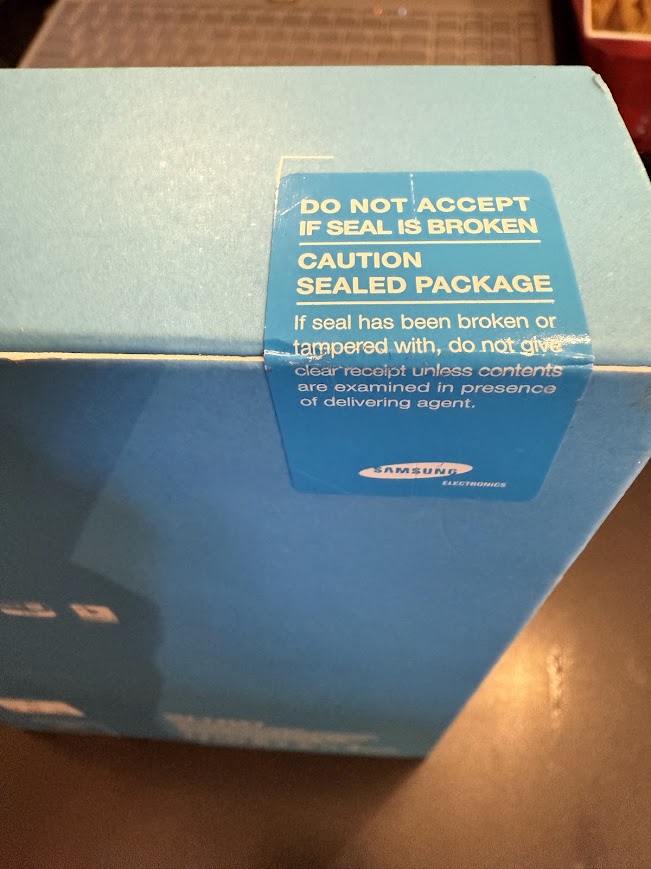 DO NOT ACCEPT
IF SEAL IS BROKEN
CAUTION
SEALED PACKAGE
If seal has been broken or
tampered with, do not give
clear receipt unless contents
are examined in presence
of delivering agent.
SAMSUNG
ELECTRONICS